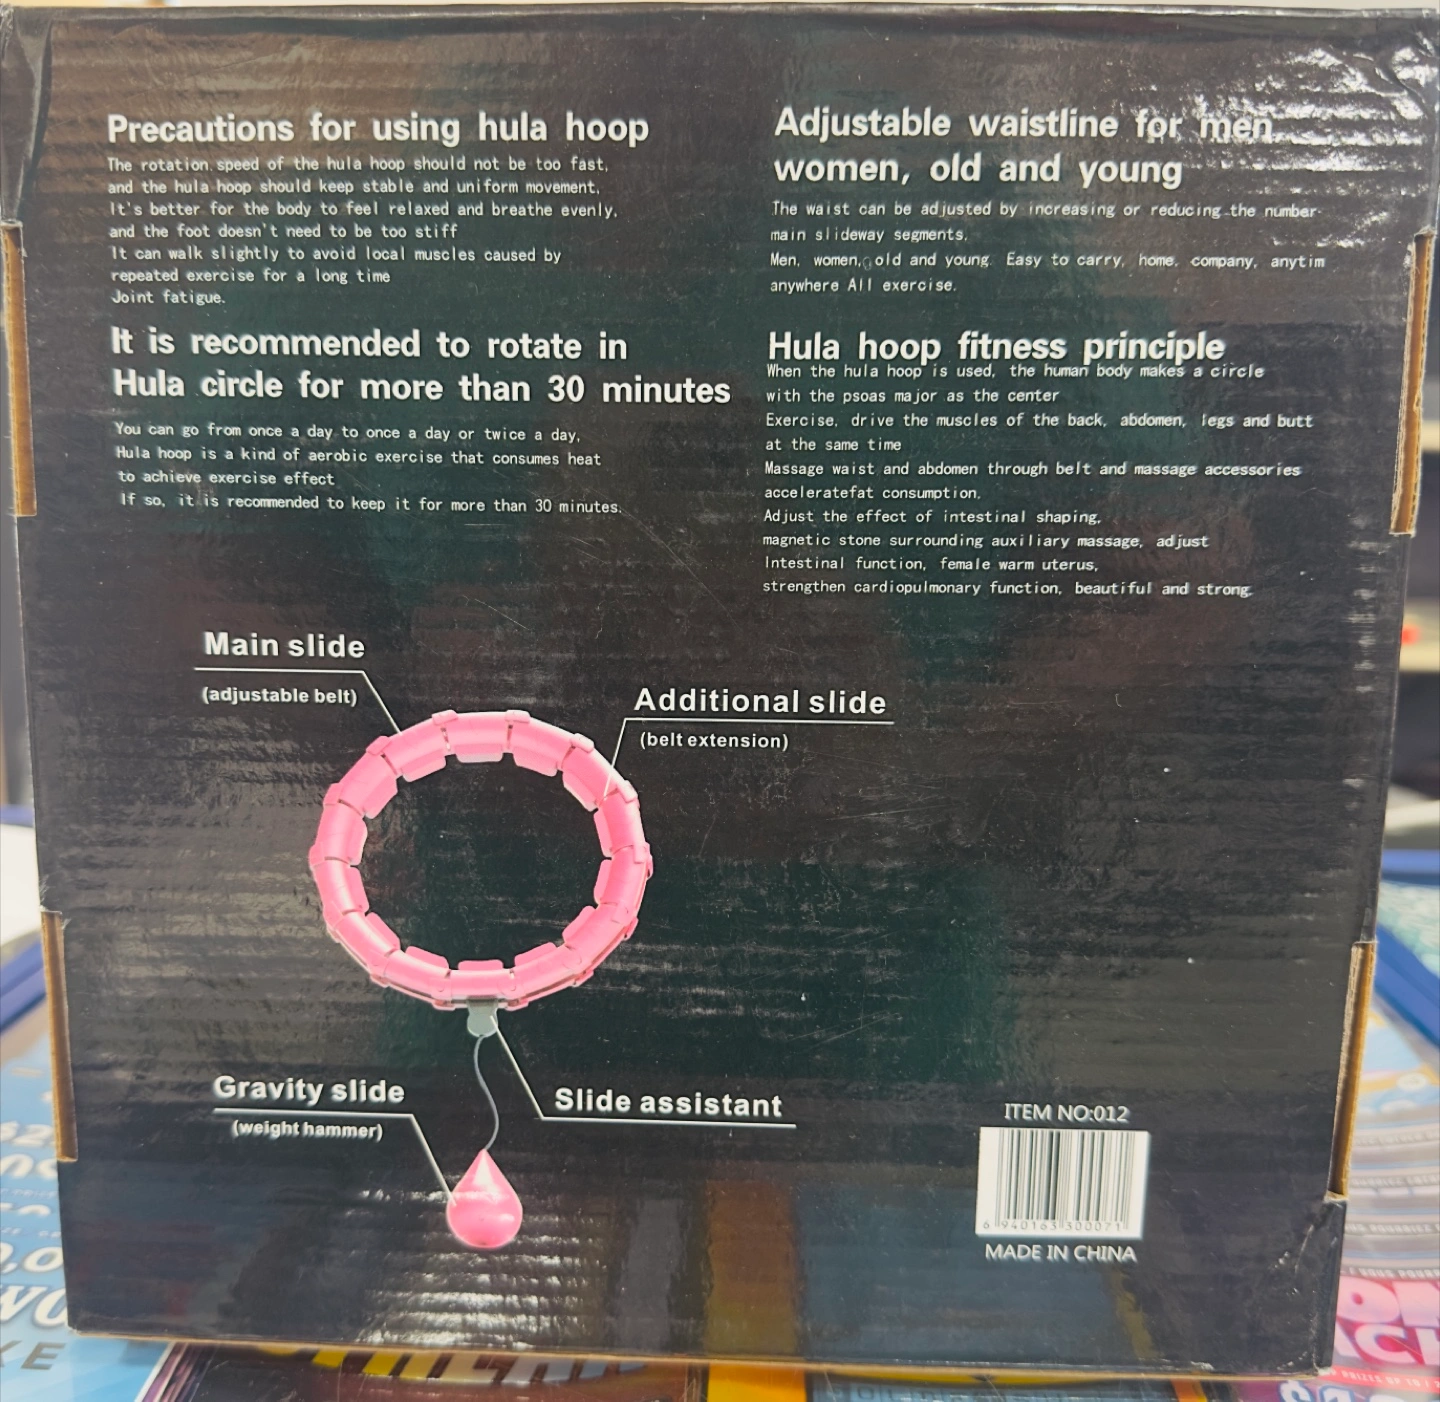 Precautions for using hula hoop
The rotation speed of the hula hoop should not be too fast,
and the hula hoop should keep stable and uniform movement,
It's better for the body to feel relaxed and breathe evenly,
and the foot doesn't need to be too stiff
It can walk slightly to avoid local muscles caused by
repeated exercise for a long time
Joint fatigue.
It is recommended to rotate in
Hula circle for more than 30 minutes
You can go from once a day to once a day or twice a day,
Hula hoop is a kind of aerobic exercise that consumes heat
to achieve exercise effect
If so, it is recommended to keep it for more than 30 minutes.
Adjustable waistline for men,
women, old and young
The waist can be adjusted by increasing or reducing the number
main slideway segments.
Men, women, old and young. Easy to carry, home, company, anytim
anywhere All exercise.
Hula hoop fitness principle
When the hula hoop is used, the human body makes a circle
with the psoas major as the center
Exercise, drive the muscles of the back, abdomen, legs and butt
at the same time
Massage waist and abdomen through belt and massage accessories
acceleratefat consumption,
Adjust the effect of intestinal shaping,
magnetic stone surrounding auxiliary massage, adjust
Intestinal function, female warm uterus,
strengthen cardiopulmonary function, beautiful and strong.
Main slide
(adjustable belt)
Additional slide
(belt extension)
Gravity slide
(weight hammer)
Slide assistant
ITEM NO:012
6 940163 300071
MADE IN CHINA